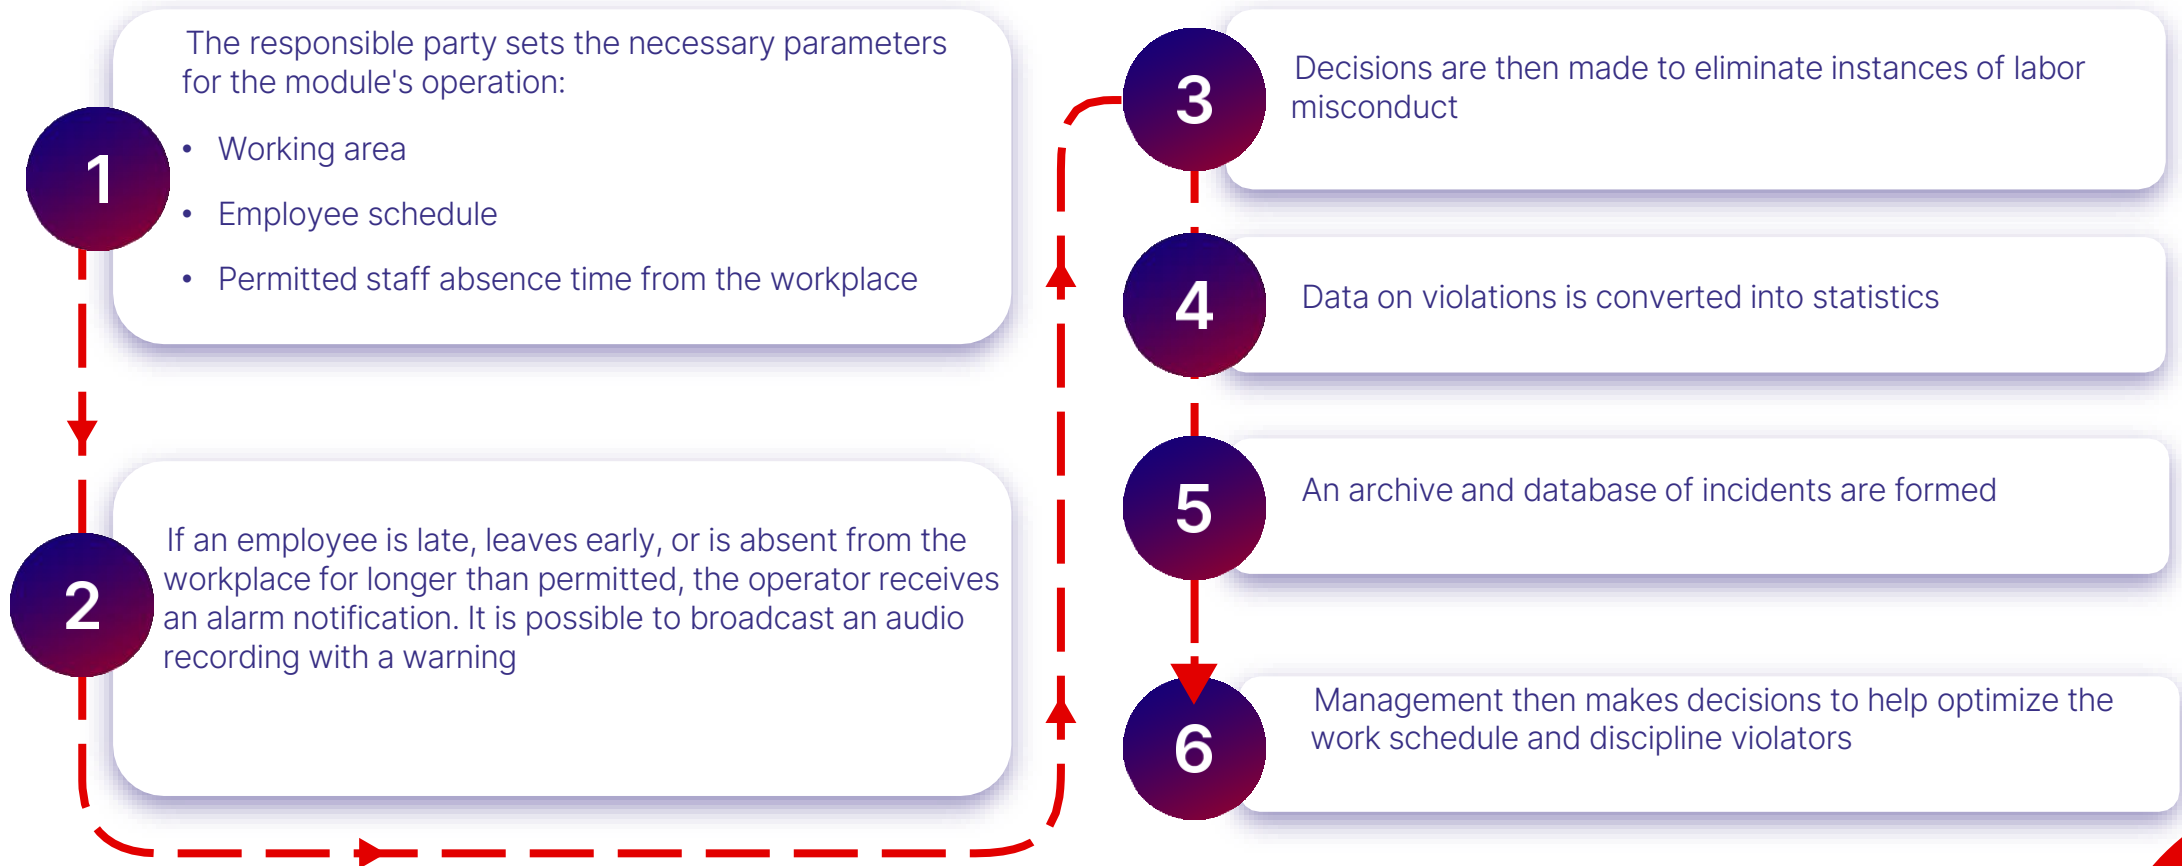 1
The responsible party sets the necessary parameters
for the module's operation:
• Working area
• Employee schedule
• Permitted staff absence time from the workplace
2
If an employee is late, leaves early, or is absent from the
workplace for longer than permitted, the operator receives
an alarm notification. It is possible to broadcast an audio
recording with a warning
3
Decisions are then made to eliminate instances of labor
misconduct
4
Data on violations is converted into statistics
5
An archive and database of incidents are formed
6
Management then makes decisions to help optimize the
work schedule and discipline violators